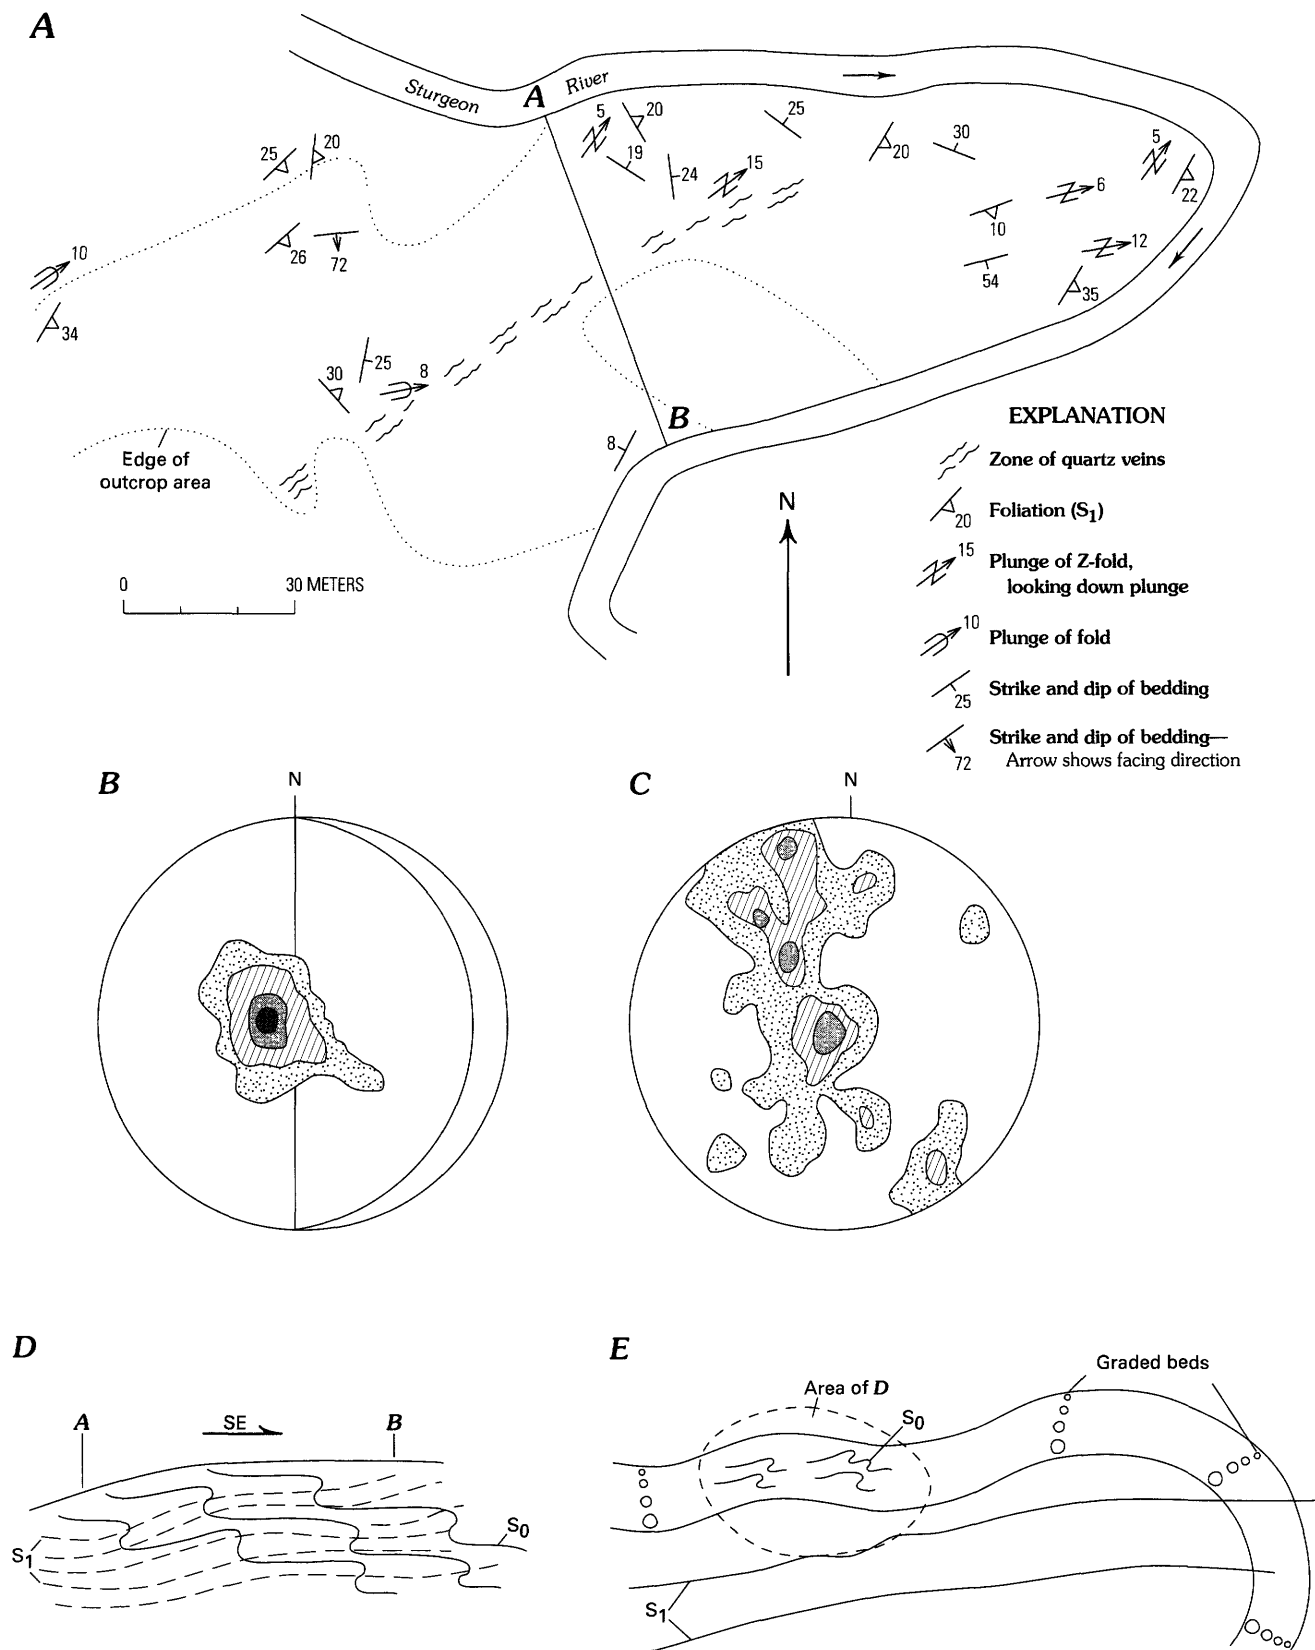 A
Sturgeon River
A
5
20
25
25
20
19
24
15
20
30
5
22
6
10
12
54
35
26
72
10
34
30
25
8
8
B
Edge of
outcrop area
0 30 METERS
N
EXPLANATION
Zone of quartz veins
20 Foliation (S1)
15 Plunge of Z-fold,
looking down plunge
10 Plunge of fold
25 Strike and dip of bedding
72 Strike and dip of bedding—
Arrow shows facing direction
B
N
C
N
D
A
SE
B
S0
S1
E
Graded beds
Area of D
S0
S1